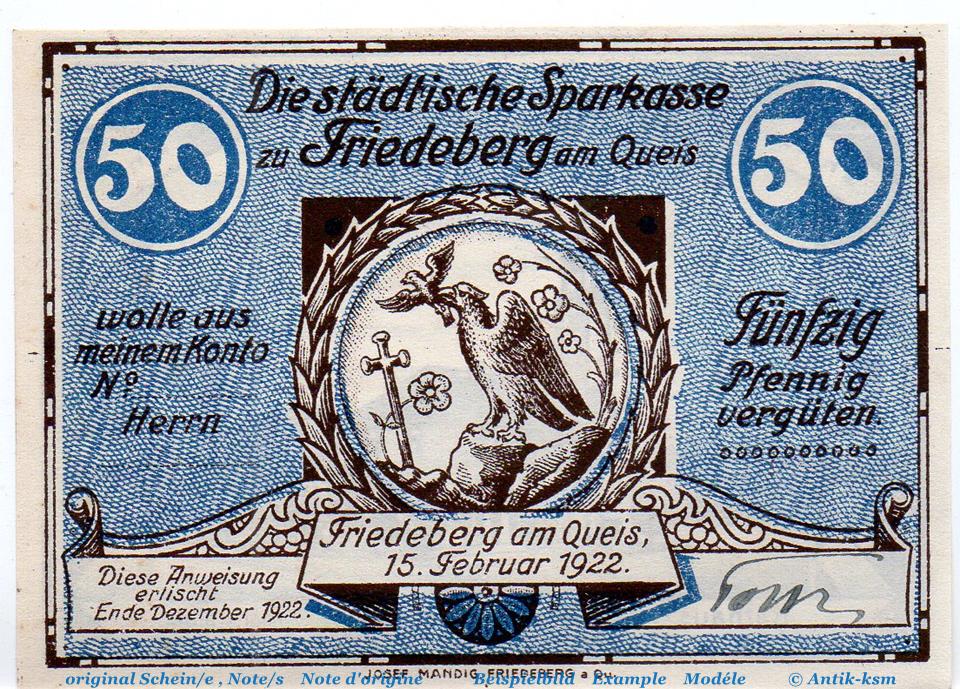 Die städtische Sparkasse
zu Friedeberg am Queis
50
50
wolle aus
meinem Konto
No
Herrn
Fünfzig
Pfennig
vergüten.
Friedeberg am Queis,
15. Februar 1922.
Diese Anweisung
erlischt
Ende Dezember 1922.
JOSEF MANDIG, FRIEDEBERG a Qu.
original Schein/e , Note/s Note d'origine Beispielbild Example Modéle © Antik-ksm